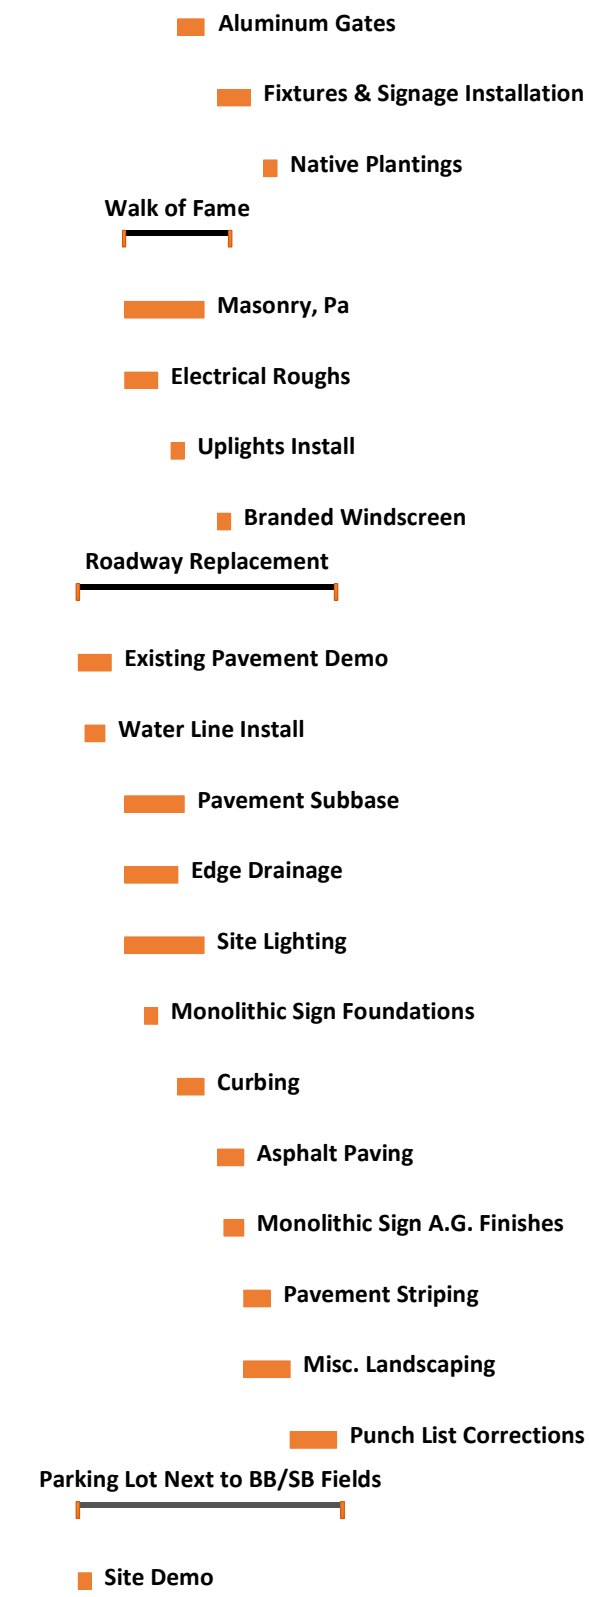 Aluminum Gates
Fixtures & Signage Installation
Native Plantings
Walk of Fame
Masonry, Pa
Electrical Roughs
Uplights Install
Branded Windscreen
Roadway Replacement
Existing Pavement Demo
Water Line Install
Pavement Subbase
Edge Drainage
Site Lighting
Monolithic Sign Foundations
Curbing
Asphalt Paving
Monolithic Sign A.G. Finishes
Pavement Striping
Misc. Landscaping
Punch List Corrections
Parking Lot Next to BB/SB Fields
Site Demo